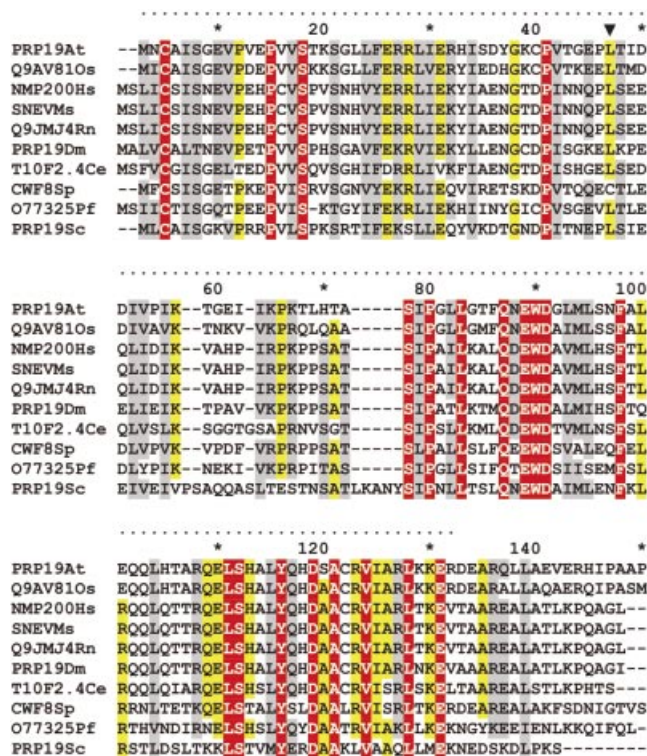 * 20 * 40 ▼ *
PRP19At --MNCAISGEVPVEPVVSTKSGLLFERRLIERHISDYGKCPVTGEPLTID
Q9AV81Os --MICAISGEVPDEPVVSKKSGLLFERRLVERYIEDHGKCPVTKEELTMD
NMP200Hs MSLICSISNEVPEHPCVSPVSNHVYERRLIEKYIAENGTDPINNQPLSEE
SNEVMs MSLICSISNEVPEHPCVSPVSNHVYERRLIEKYIAENGTDPINNQPLSEE
Q9JMJ4Rn MSLICSISNEVPEHPCVSPVSNHVYERRLIEKYIAENGTDPINNQPLSEE
PRP19Dm MALVCALTNEVPETPVVSPHSGAVFEKRVIEKYLLENGCDPISGKELKPE
T10F2.4Ce MSFVCGISGELTEDPVVSQVSGHIFDRRLIVKFIAENGTDPISHGELSED
CWF8Sp --MFCSISGETPKEPVISRVSGNVYEKRLIEQVIRETSKDPVTQQECTLE
O77325Pf MSIICTISGQTPEEPVIS-KTGYIFEKRLIEKHIINYGICPVSGEVLTLE
PRP19Sc --MLCAISGKVPRRPVLSPKSRTIFEKSLLEQYVKDTGNDPITNEPLSIE
60 * 80 * 100
PRP19At DIVPIK--TGEI-IKPKTLHTA-----SIPGLLGTFQNEWDGLMLSNFAL
Q9AV81Os DIVAVK--TNKV-VKPRQLQAA-----SIPGLLGMFQNEWDGLMLSSFAL
NMP200Hs QLIDIK--VAHP-IRPKPPSAT-----SIPAILKALQDEWDAVMLHSFTL
SNEVMs QLIDIK--VAHP-IRPKPPSAT-----SIPAILKALQDEWDAVMLHSFTL
Q9JMJ4Rn QLIDIK--VAHP-IRPKPPSAT-----SIPAILKALQDEWDAVMLHSFTL
PRP19Dm ELIEIK--TPAV-VKPKPPSAT-----SIPATLKTMQDEWDALMIHSFTQ
T10F2.4Ce QLVSLK--SGGTGSAPRNVSGT-----SIPSLLKMLQDEWDTVMLNSFSL
CWF8Sp DLVPVK--VPDF-VRPRPPSAT-----SLPALLSLFQEEWDSVALEQFEL
O77325Pf DLYPIK--NEKI-VKPRPITAS-----SIPGLLSIFQTEWDSIISEMFSL
PRP19Sc EIVEIVPSAQQASLTESTNSATLKANYSIPNLLTSLQNEWDAIMLENFKL
* 120 * 140 *
PRP19At EQQLHTARQELSHALYQHDSACRVIARLKKERDEARQLLAEVERHIPAAP
Q9AV81Os EQQLHTARQELSHALYQHDAACRVIARLKKERDEARALLAQAERQIPASM
NMP200Hs RQQLQTTRQELSHALYQHDAACRVIARLTKEVTAAREALATLKPQAGL--
SNEVMs RQQLQTTRQELSHALYQHDAACRVIARLTKEVTAAREALATLKPQAGL--
Q9JMJ4Rn RQQLQTTRQELSHALYQHDAACRVIARLTKEVTAAREALATLKPQAGL--
PRP19Dm RQQLQTTRQELSHALYQHDAACRVIARLNKEVAAAREALATLKPQAGI--
T10F2.4Ce RQQLQIARQELSHSLYQHDAACRVISRLSKELTAAREALSTLKPHTS---
CWF8Sp RRNLTETKQELSTALYSLDAALRVISRLTKERDEAREALAKFSDNIGTVS
O77325Pf RTHVNDIRNELSHSLYQYDAATRVIAKLLKEKNGYKEEIENLKKQIFQL-
PRP19Sc RSTLDSLTKKLSTVMYERDAAKLVAAQLLMEKNEDSKDLPKS--------